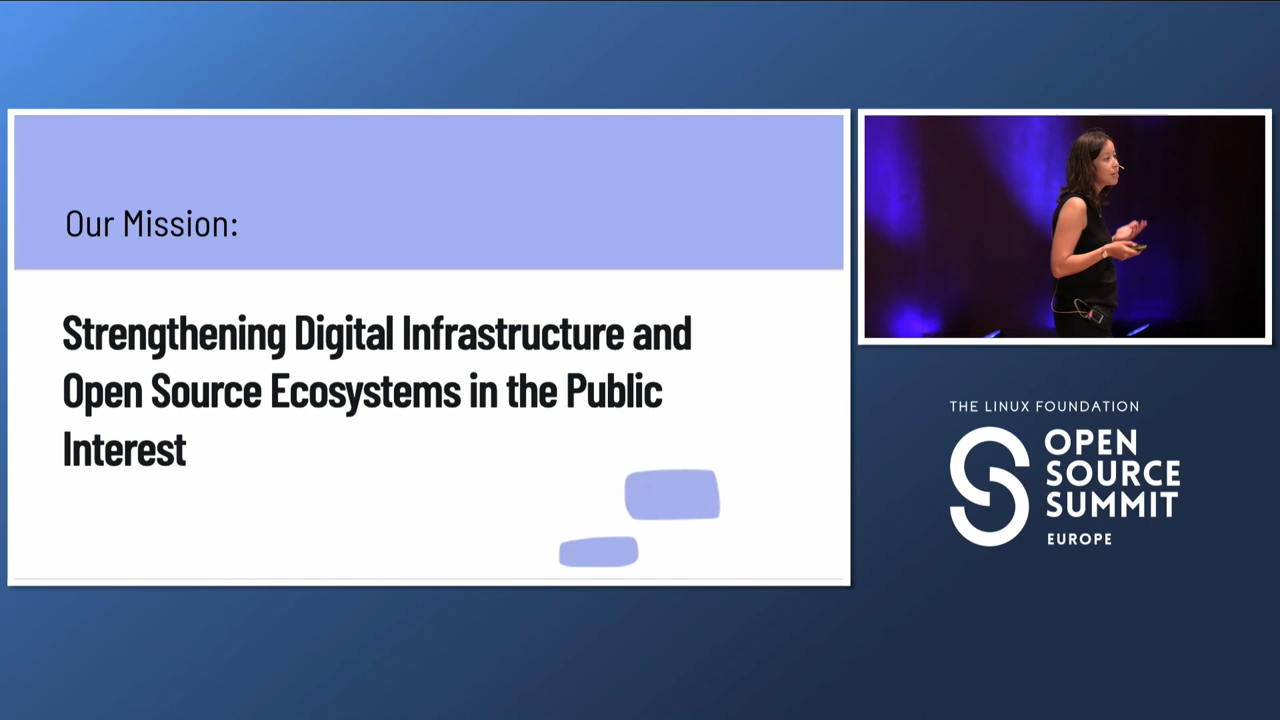 Our Mission:
Strengthening Digital Infrastructure and
Open Source Ecosystems in the Public
Interest
THE LINUX FOUNDATION
OPEN
SOURCE
SUMMIT
EUROPE